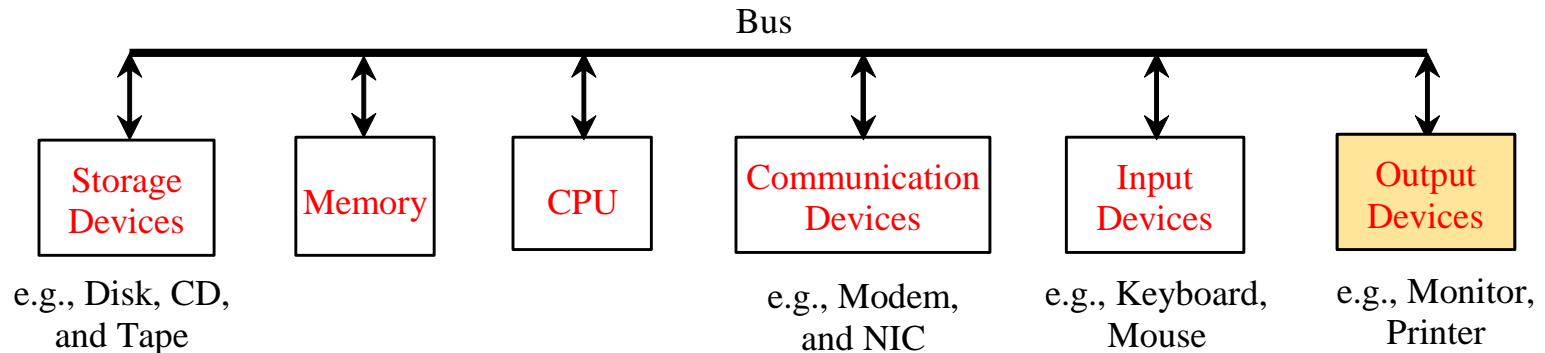 Bus
Storage
Devices
Memory
CPU
Communication
Devices
Input
Devices
Output
Devices
e.g., Disk, CD,
and Tape
e.g., Modem,
and NIC
e.g., Keyboard,
Mouse
e.g., Monitor,
Printer